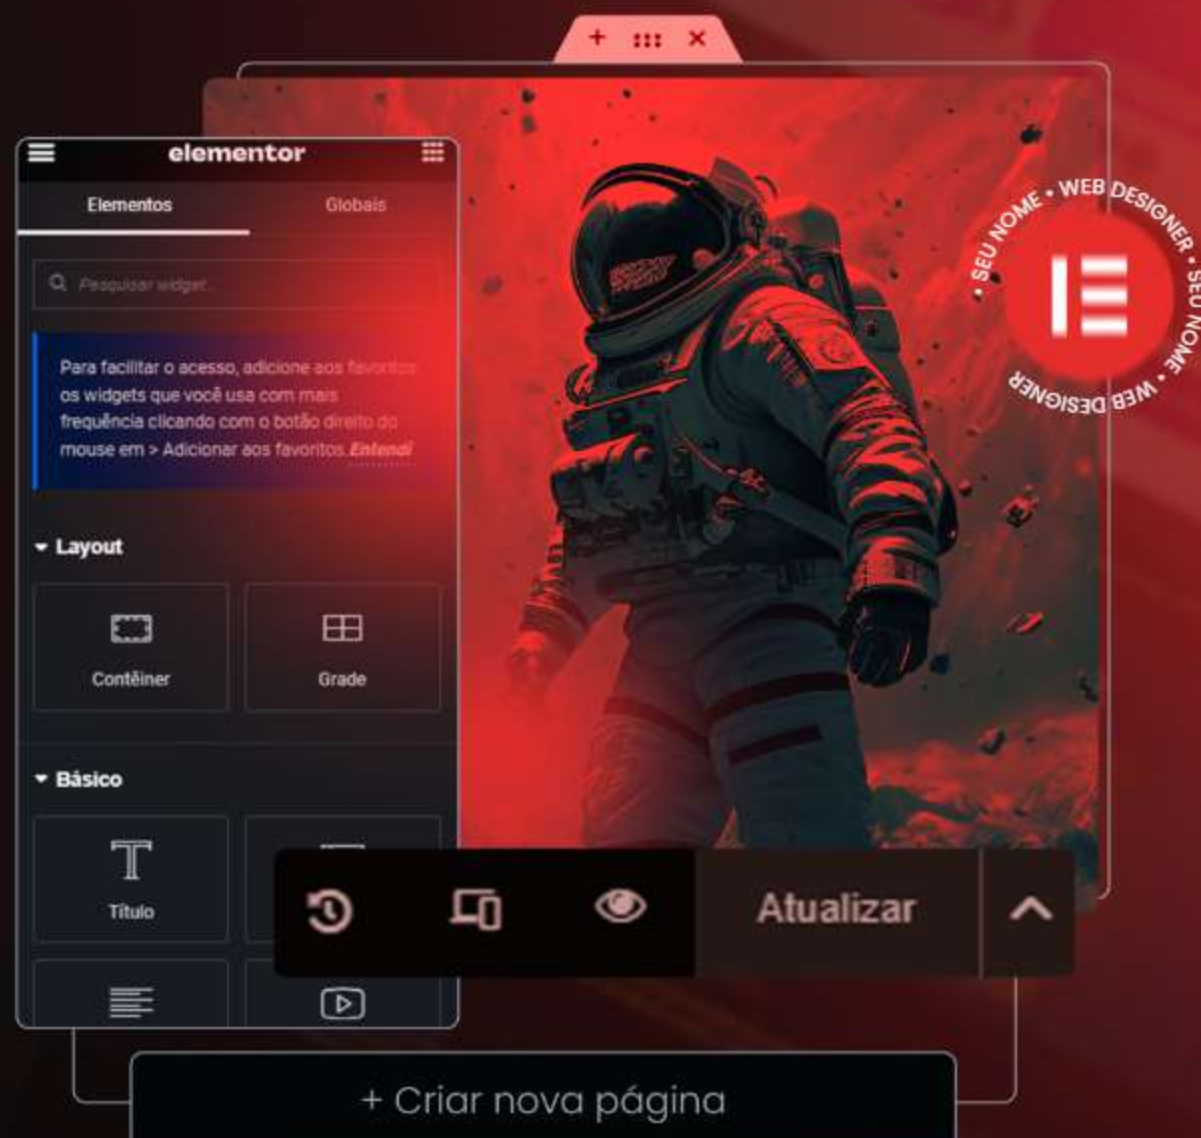 elementor
Elementos
Globais
Pesquisar widget...
Para facilitar o acesso, adicione aos favoritos
os widgets que você usa com mais
frequência clicando com o botão direito do
mouse em > Adicionar aos favoritos. Entendi
Layout
Contêiner
Grade
Básico
Título
• SEU NOME • WEB DESIGNER • SEU NOME • WEB DESIGNER
Atualizar
+ Criar nova página